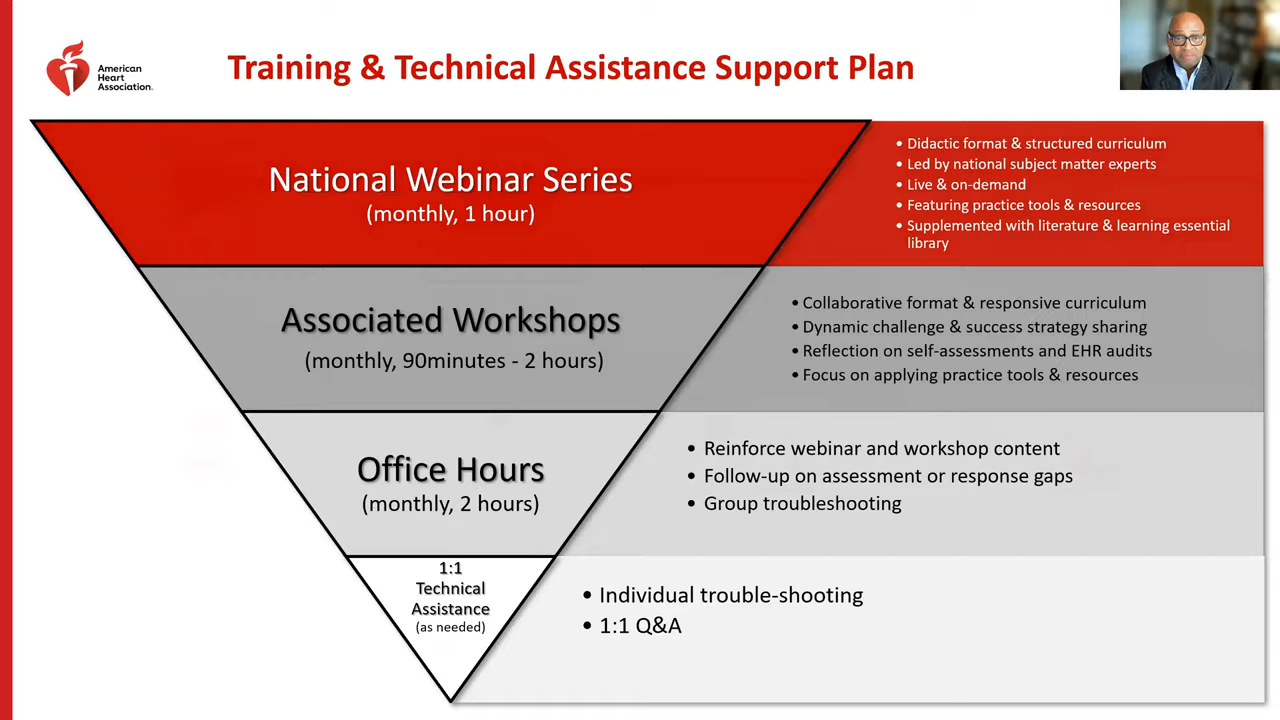 American
Heart
Association.
Training & Technical Assistance Support Plan
National Webinar Series
(monthly, 1 hour)
• Didactic format & structured curriculum
• Led by national subject matter experts
• Live & on-demand
• Featuring practice tools & resources
• Supplemented with literature & learning essential
library
Associated Workshops
(monthly, 90minutes - 2 hours)
• Collaborative format & responsive curriculum
• Dynamic challenge & success strategy sharing
• Reflection on self-assessments and EHR audits
• Focus on applying practice tools & resources
Office Hours
(monthly, 2 hours)
• Reinforce webinar and workshop content
• Follow-up on assessment or response gaps
• Group troubleshooting
1:1
Technical
Assistance
(as needed)
• Individual trouble-shooting
• 1:1 Q&A